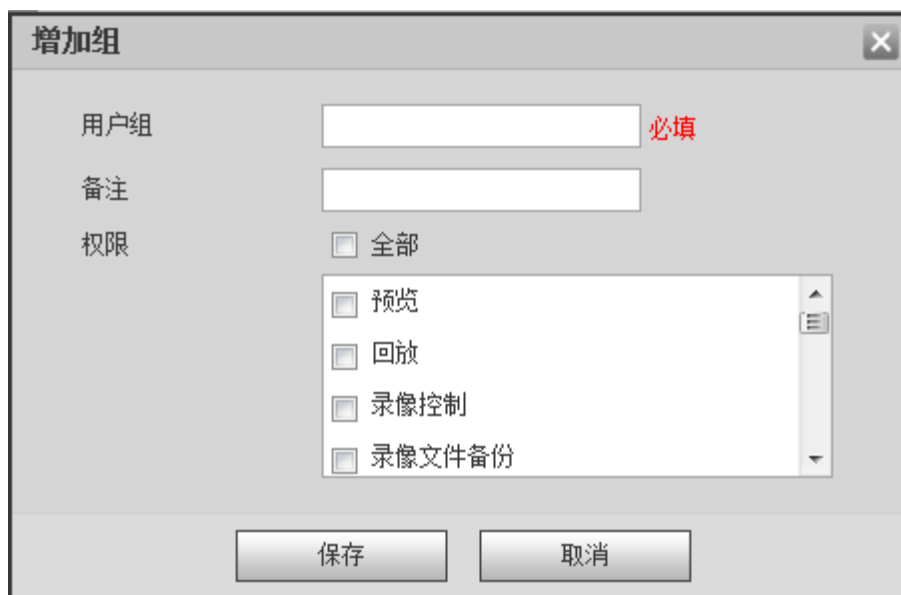 增加组
用户组 必填
备注
权限 全部
预览
回放
录像控制
录像文件备份
保存 取消